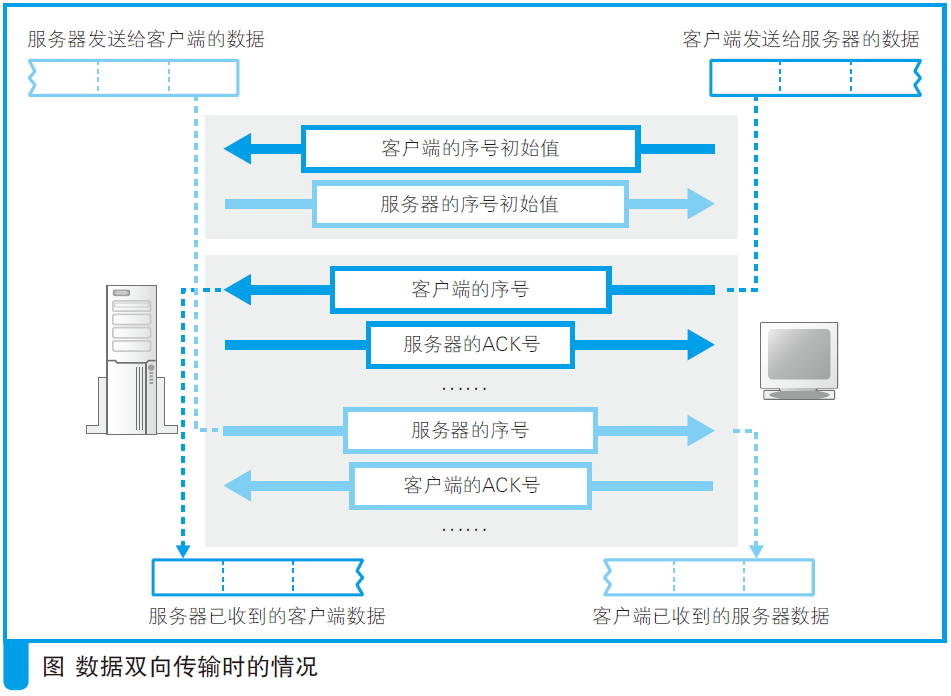 服务器发送给客户端的数据
客户端发送给服务器的数据
客户端的序号初始值
服务器的序号初始值
客户端的序号
服务器的ACK号
······
服务器的序号
客户端的ACK号
······
服务器已收到的客户端数据
客户端已收到的服务器数据
图 数据双向传输时的情况